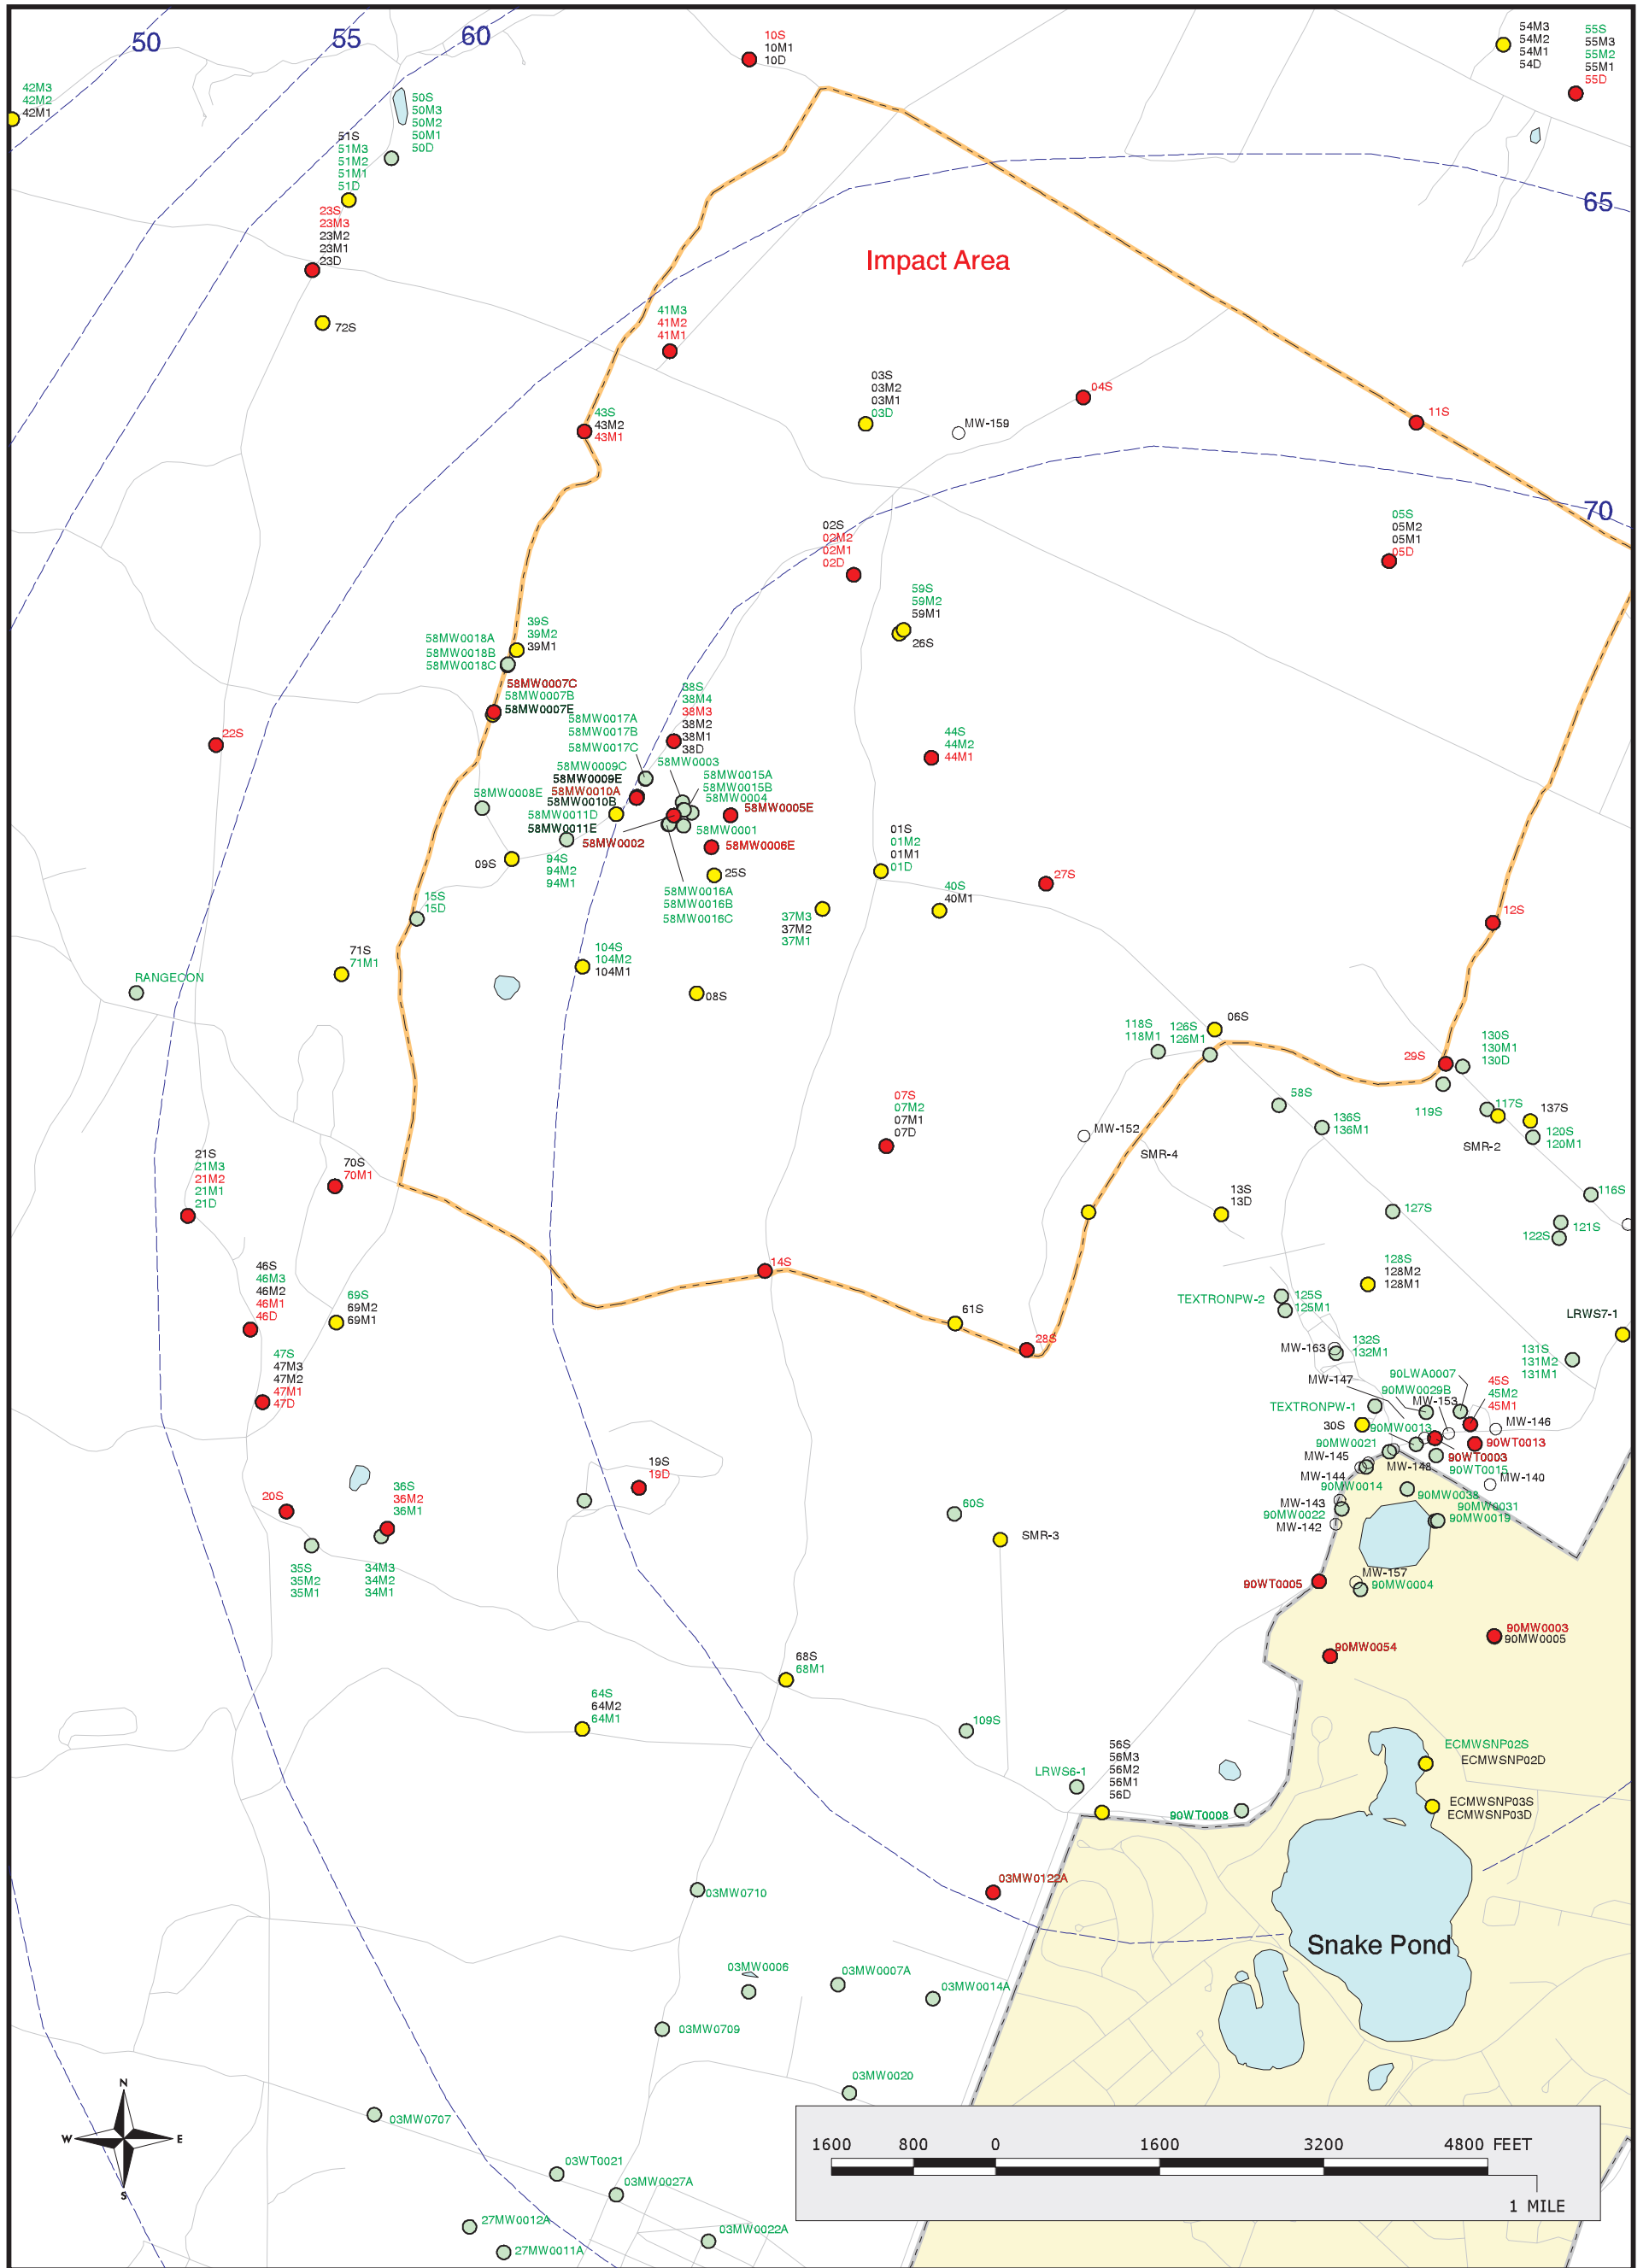 50
55
60
10S
10M1
10D
54M3
54M2
54M1
54D
55S
55M3
55M2
55M1
55D
42M3
42M2
42M1
50S
50M3
50M2
50M1
50D
51S
51M3
51M2
51M1
51D
65
23S
23M3
23M2
23M1
23D
Impact Area
72S
41M3
41M2
41M1
03S
03M2
03M1
03D
04S
MW-159
11S
43S
43M2
43M1
70
02S
02M2
02M1
02D
05S
05M2
05M1
05D
59S
59M2
59M1
26S
39S
39M2
39M1
58MW0018A
58MW0018B
58MW0018C
58MW0007C
58MW0007B
58MW0007E
38S
38M4
38M3
38M2
38M1
38D
58MW0017A
58MW0017B
58MW0017C
22S
44S
44M2
44M1
58MW0003
58MW0009C
58MW0009E
58MW0010A
58MW0010B
58MW0011D
58MW0011E
58MW0008E
58MW0015A
58MW0015B
58MW0004
58MW0005E
58MW0001
58MW0002
58MW0006E
09S
94S
94M2
94M1
25S
58MW0016A
58MW0016B
58MW0016C
01S
01M2
01M1
01D
27S
40S
40M1
37M3
37M2
37M1
12S
15S
15D
71S
71M1
104S
104M2
104M1
RANGECON
08S
06S
118S
118M1
126S
126M1
29S
130S
130M1
130D
119S
117S
137S
SMR-2
120S
120M1
58S
136S
136M1
07S
07M2
07M1
07D
MW-152
SMR-4
13S
13D
116S
127S
121S
122S
21S
21M3
21M2
21M1
21D
70S
70M1
14S
128S
128M2
128M1
46S
46M3
46M2
46M1
46D
69S
69M2
69M1
61S
28S
TEXTRONPW-2
125S
125M1
LRWS7-1
47S
47M3
47M2
47M1
47D
MW-163
132S
132M1
131S
131M2
131M1
MW-147
90LWA0007
90MW0029B
MW-153
45S
45M2
45M1
TEXTRONPW-1
30S
90MW0013
MW-146
90MW0021
90WT0013
90WT0003
MW-145
MW-148
90WT0015
MW-144
90MW0014
MW-140
MW-143
90MW0022
MW-142
90MW0038
90MW0031
90MW0019
19S
19D
20S
36S
36M2
36M1
35S
35M2
35M1
34M3
34M2
34M1
60S
SMR-3
MW-157
90MW0004
90WT0005
90MW0003
90MW0005
90MW0054
68S
68M1
64S
64M2
64M1
109S
56S
56M3
56M2
56M1
56D
LRWS6-1
90WT0008
ECMWSNP02S
ECMWSNP02D
ECMWSNP03S
ECMWSNP03D
03MW0122A
03MW0710
Snake Pond
03MW0006
03MW0007A
03MW0014A
03MW0709
03MW0020
03MW0707
N
W
E
S
03WT0021
03MW0027A
27MW0012A
27MW0011A
03MW0022A
1600 800 0 1600 3200 4800 FEET
1 MILE